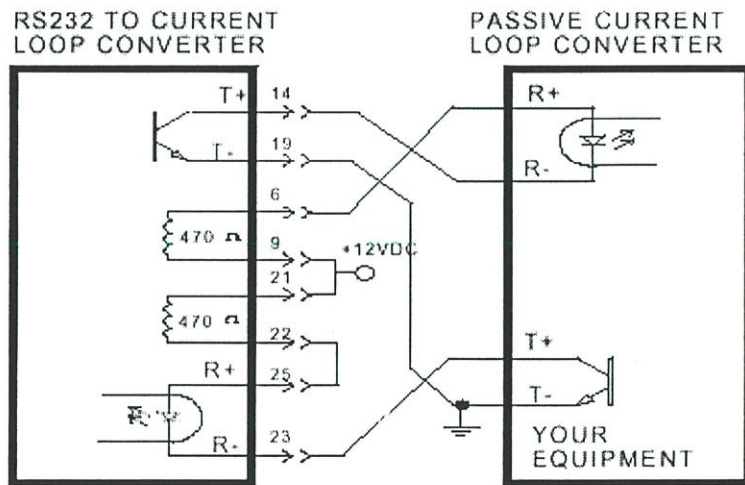 RS232 TO CURRENT
LOOP CONVERTER
PASSIVE CURRENT
LOOP CONVERTER
T+
14
R+
T-
19
R-
6
470 Ω
9
+12VDC
21
470 Ω
22
T+
R+
25
T-
R-
23
YOUR
EQUIPMENT